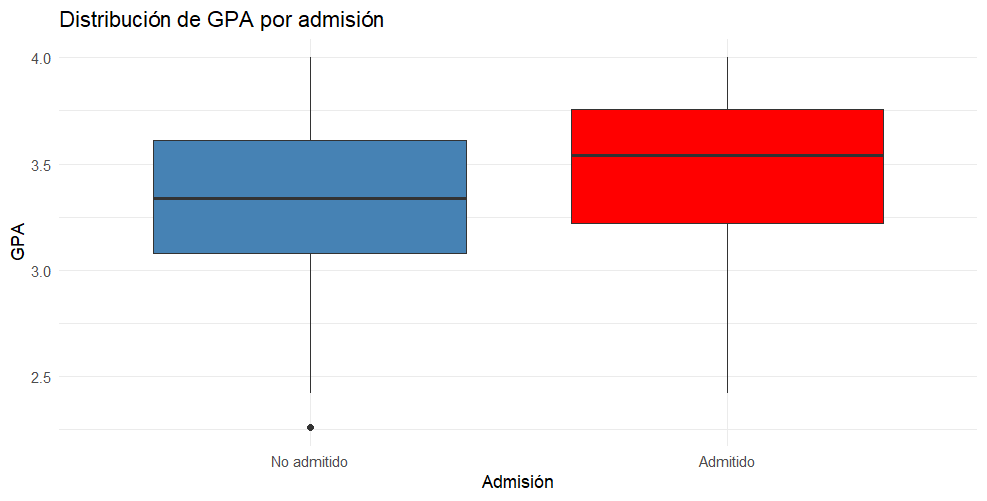 Distribución de GPA por admisión
4.0
3.5
3.0
2.5
GPA
No admitido
Admitido
Admisión